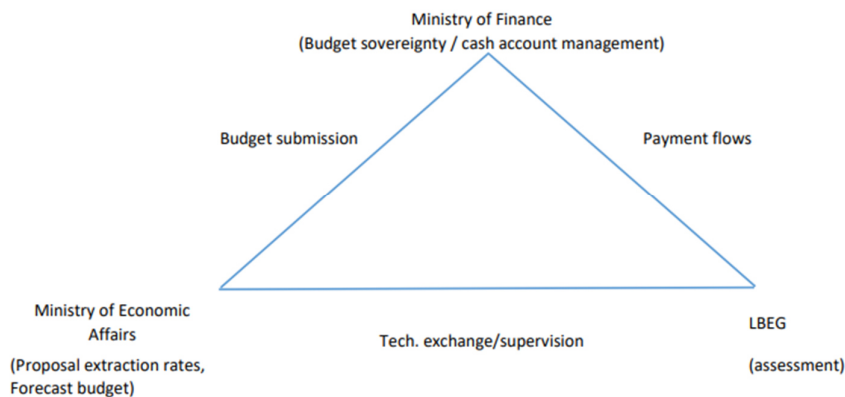 Ministry of Finance
(Budget sovereignty / cash account management)
Budget submission
Payment flows
Ministry of Economic
Affairs
(Proposal extraction rates,
Forecast budget)
Tech. exchange/supervision
LBEG
(assessment)